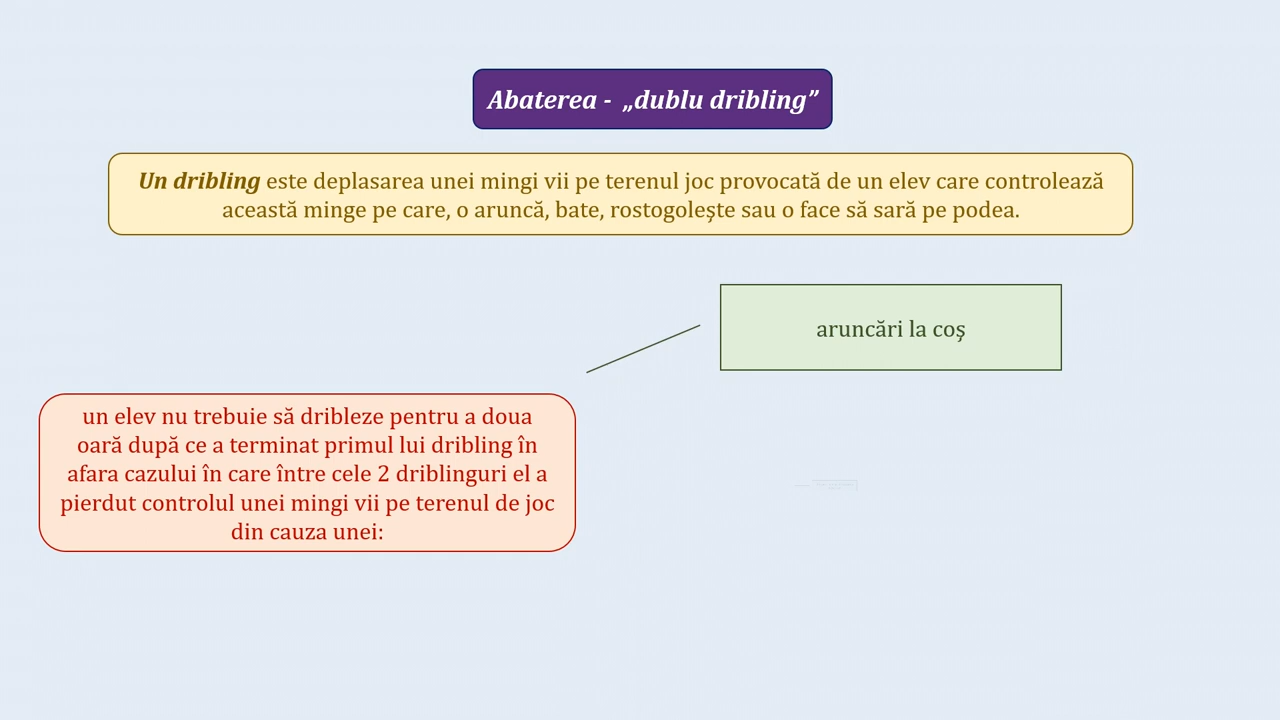 Abaterea - „dublu dribling”
Un dribling este deplasarea unei mingi vii pe terenul joc provocată de un elev care controlează
această minge pe care, o aruncă, bate, rostogolește sau o face să sară pe podea.
aruncări la coș
un elev nu trebuie să dribleze pentru a doua
oară după ce a terminat primul lui dribling în
afara cazului în care între cele 2 driblinguri el a
pierdut controlul unei mingi vii pe terenul de joc
din cauza unei: